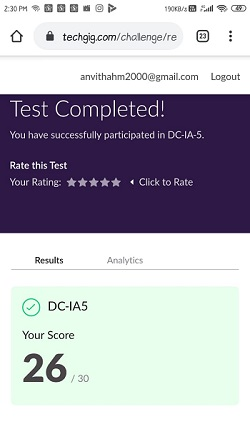 2:30 PM
190KB/s
techgig.com/challenge/re
23
anvithahm2000@gmail.com Logout
Test Completed!
You have successfully participated in DC-IA-5.
Rate this Test
Your Rating: Click to Rate
Results Analytics
DC-IA5
Your Score
26 / 30